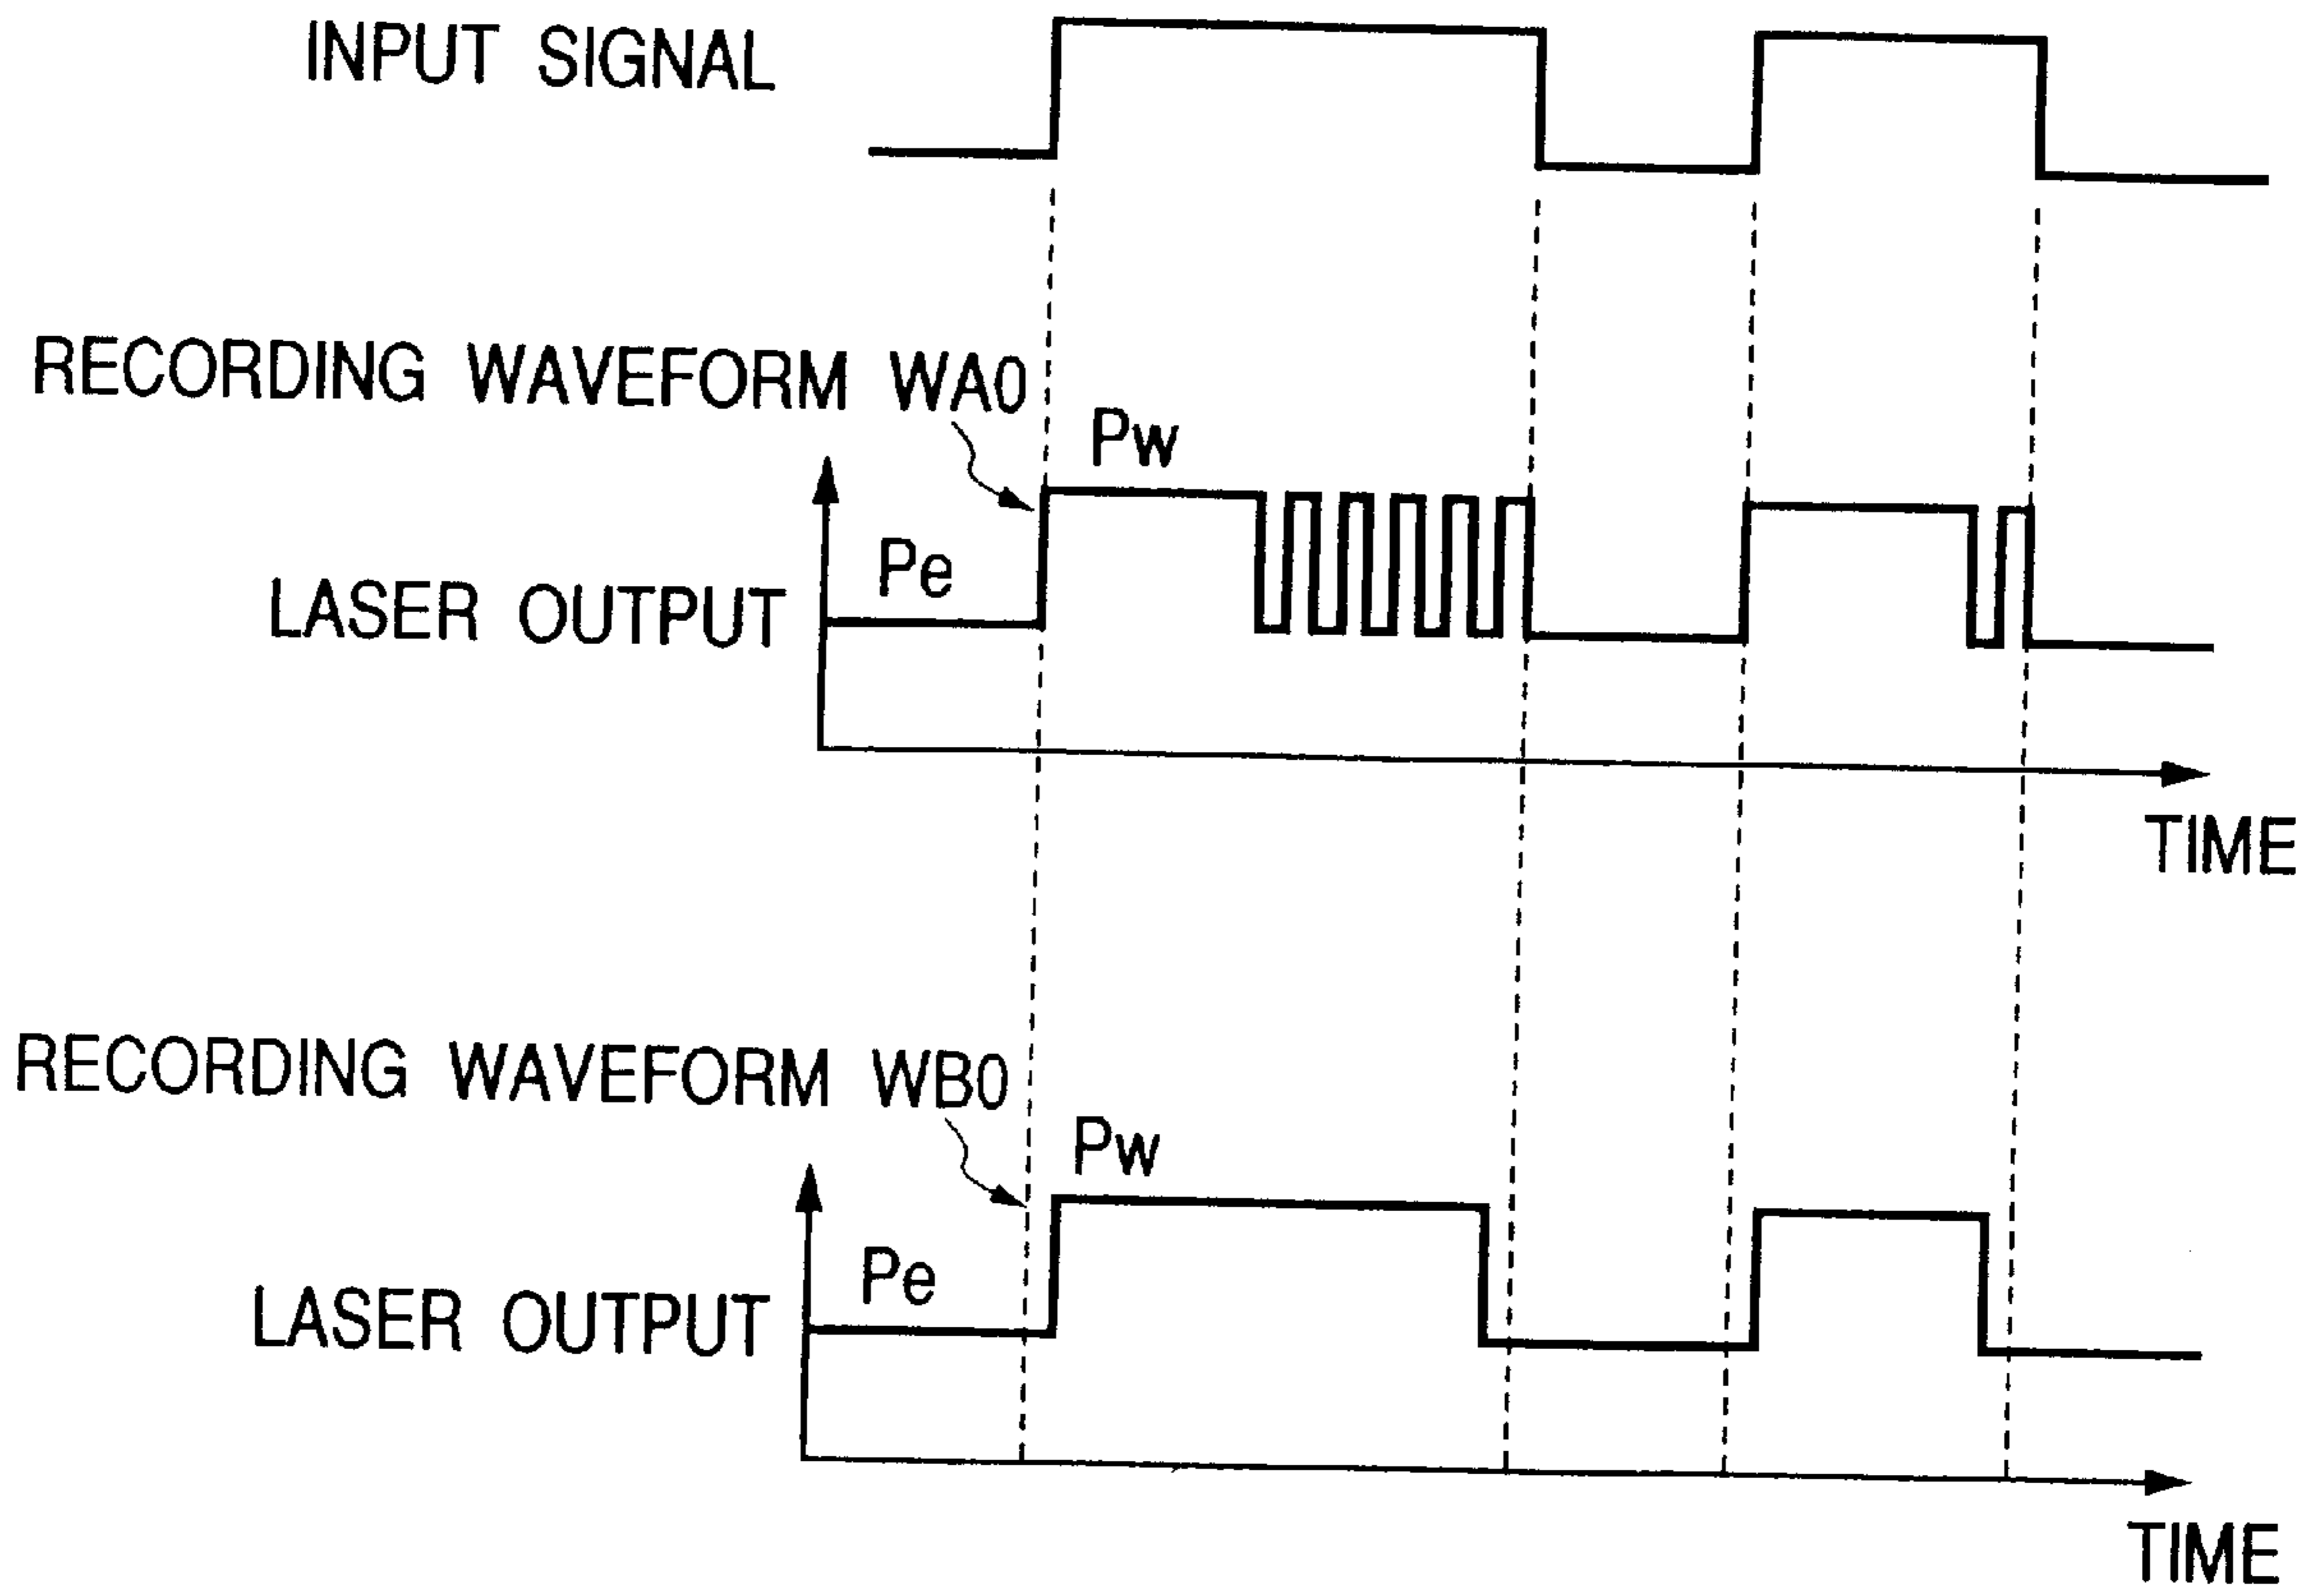 INPUT SIGNAL
RECORDING WAVEFORM WA0
Pw
Pe
LASER OUTPUT
TIME
RECORDING WAVEFORM WB0
Pw
Pe
LASER OUTPUT
TIME